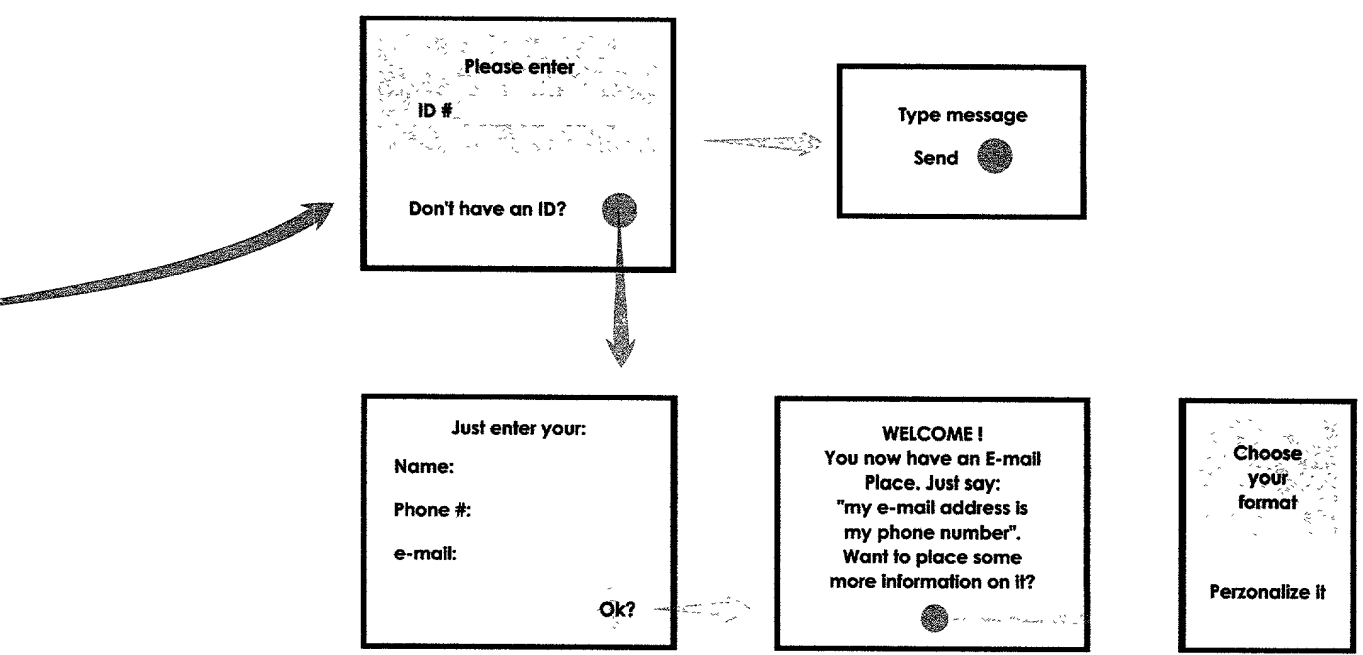 Please enter
ID #
Don't have an ID?
Type message
Send
Just enter your:
Name:
Phone #:
e-mail:
Ok?
WELCOME !
You now have an E-mail
Place. Just say:
"my e-mail address is
my phone number".
Want to place some
more information on it?
Choose
your
format
Perzonalize it